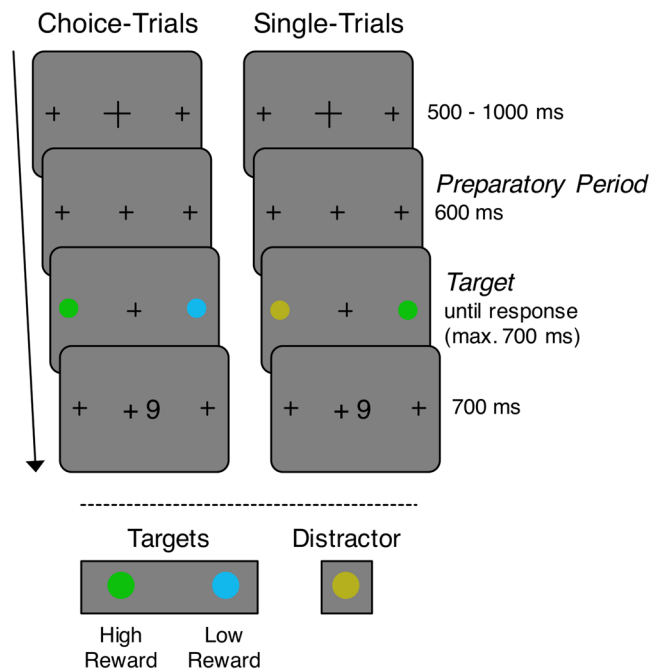 Choice-Trials
Single-Trials
500 - 1000 ms
Preparatory Period
600 ms
Target
until response
(max. 700 ms)
+ 9
+ 9
700 ms
Targets
Distractor
High
Reward
Low
Reward